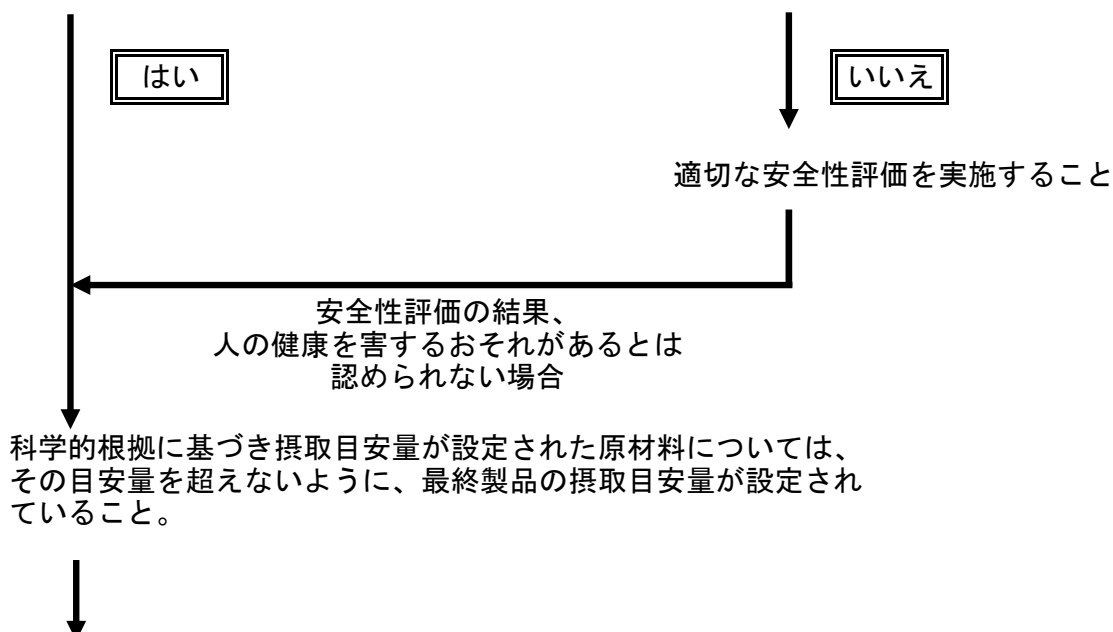 はい
いいえ
適切な安全性評価を実施すること
安全性評価の結果、
人の健康を害するおそれがあるとは
認められない場合
科学的根拠に基づき摂取目安量が設定された原材料については、
その目安量を超えないように、最終製品の摂取目安量が設定され
ていること。